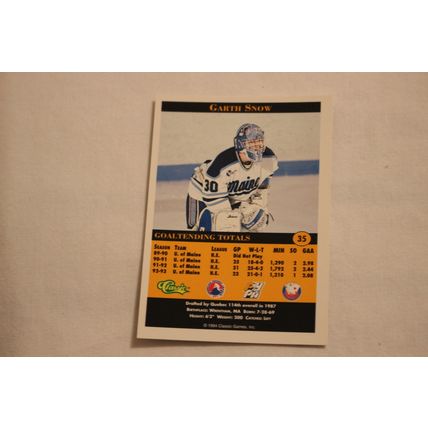 GARTH SNOW
30 Maine
GOALTENDING TOTALS 35
SEASON TEAM LEAGUE GP W-L-T MIN SO GAA
89-90 U. of Maine H.E. Did Not Play
90-91 U. of Maine H.E. 25 18-4-0 1,290 2 2.98
91-92 U. of Maine H.E. 31 25-4-2 1,792 2 2.44
92-93 U. of Maine H.E. 23 21-0-1 1,210 1 2.08
Classic
Drafted by Quebec 114th overall in 1987
BIRTHPLACE: WRENTHAM, MA BORN: 7-28-69
HEIGHT: 6'3" WEIGHT: 200 CATCHES: LEFT
© 1994 Classic Games, Inc.